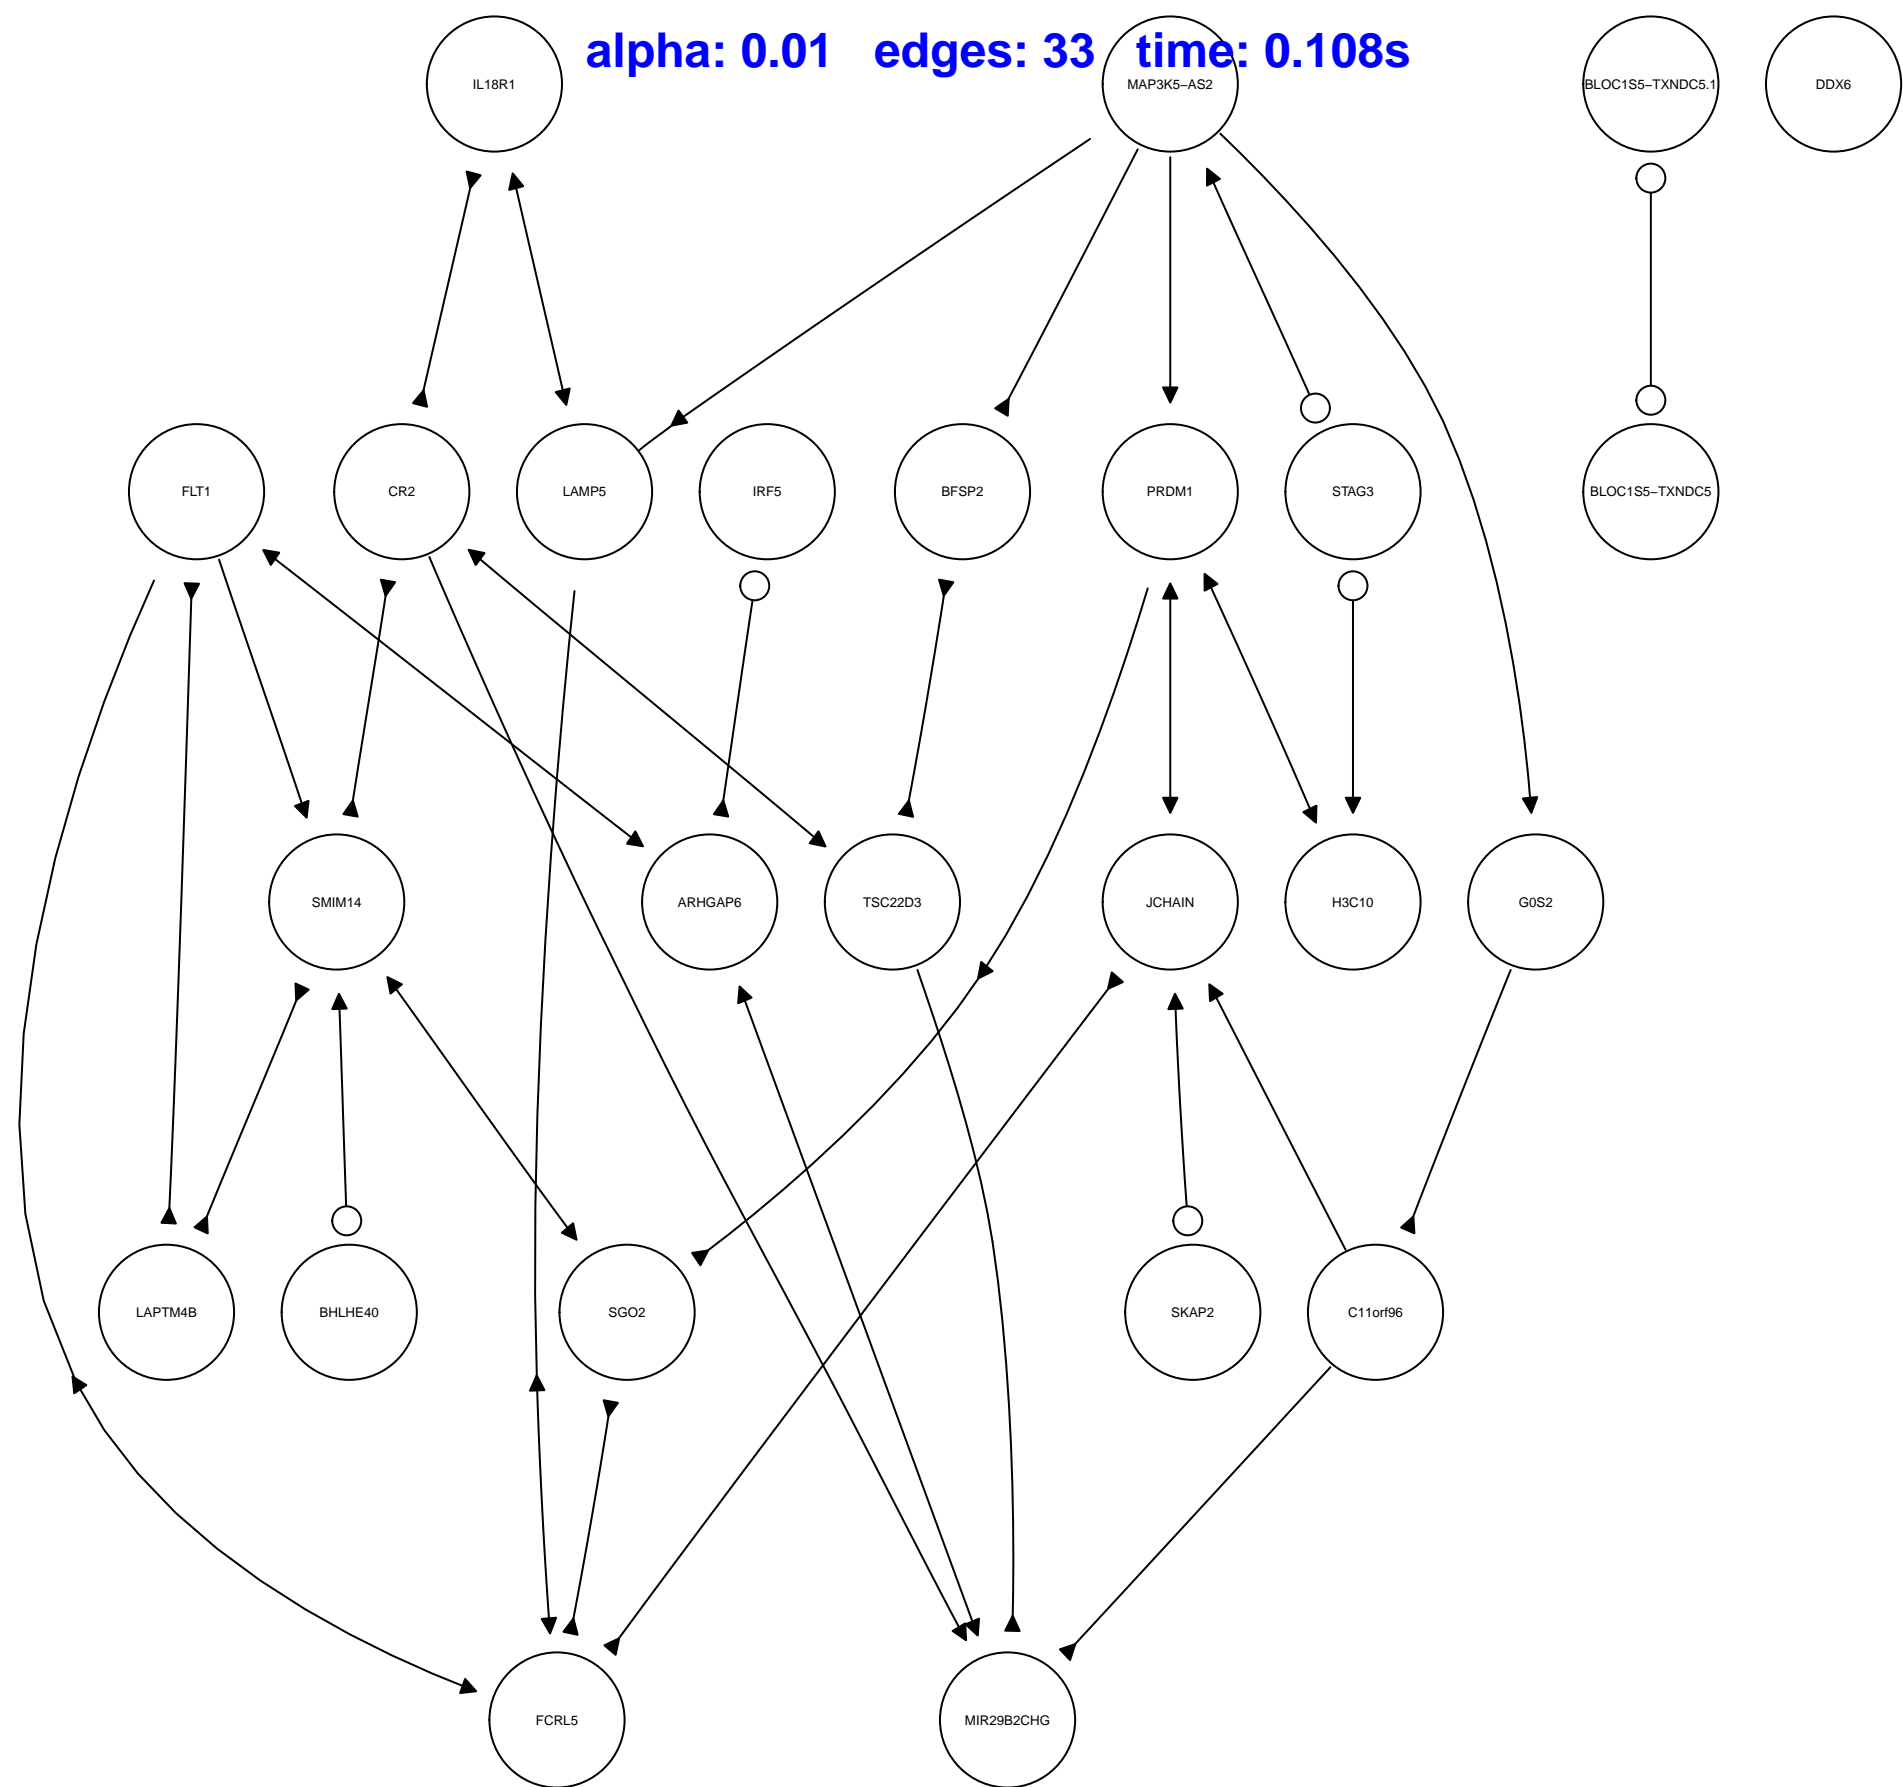 alpha: 0.01 edges: 33 time: 0.108s
IL18R1
MAP3K5−AS2
BLOC1S5−TXNDC5.1
DDX6
FLT1
CR2
LAMP5
IRF5
BFSP2
PRDM1
STAG3
BLOC1S5−TXNDC5
SMIM14
ARHGAP6
TSC22D3
JCHAIN
H3C10
G0S2
LAPTM4B
BHLHE40
SGO2
SKAP2
C11orf96
FCRL5
MIR29B2CHG